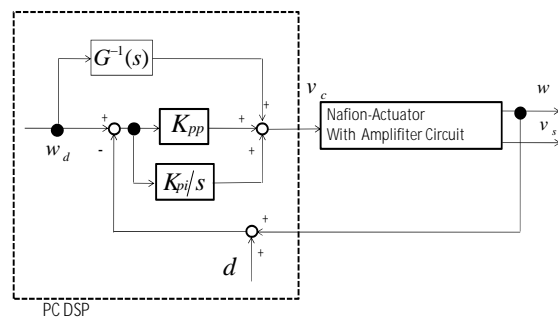 G⁻¹(s)
+
v_c
w
Nafion-Actuator
With Amplifiter Circuit
v_s
+
K_pp
+
w_d
-
+
K_pi/s
+
+
d
PC DSP